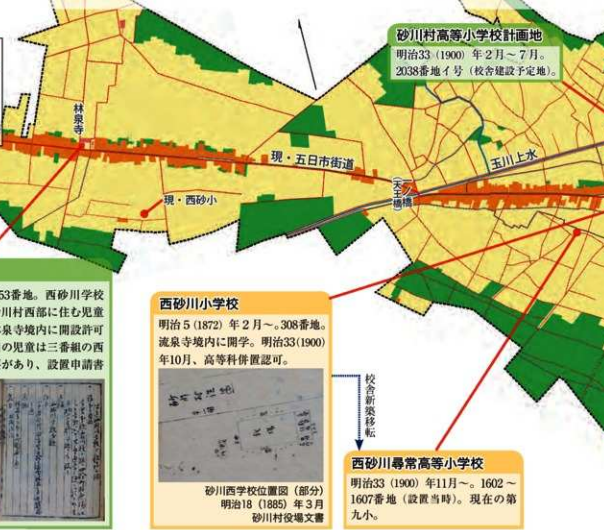 砂川村高等小学校計画地
明治33（1900）年2月～7月。
2038番地イ号（校舎建設予定地）。
林泉寺
現・五日市街道
玉川上水
一ノ橋
（天王橋）
現・西砂小
53番地。西砂川学校
川村西部に住む児童
泉寺境内に開設許可
の児童は三番組の西
があり、設置申請書
西砂川小学校
明治5（1872）年2月～。308番地。
流泉寺境内に開学。明治33（1900）
年10月、高等科併置認可。
砂川西学校位置図（部分）
明治18（1885）年3月
砂川村役場文書
校舎新築移転
西砂川尋常高等小学校
明治33（1900）年11月～。1602～
1607番地（設置当時）。現在の第
九小。